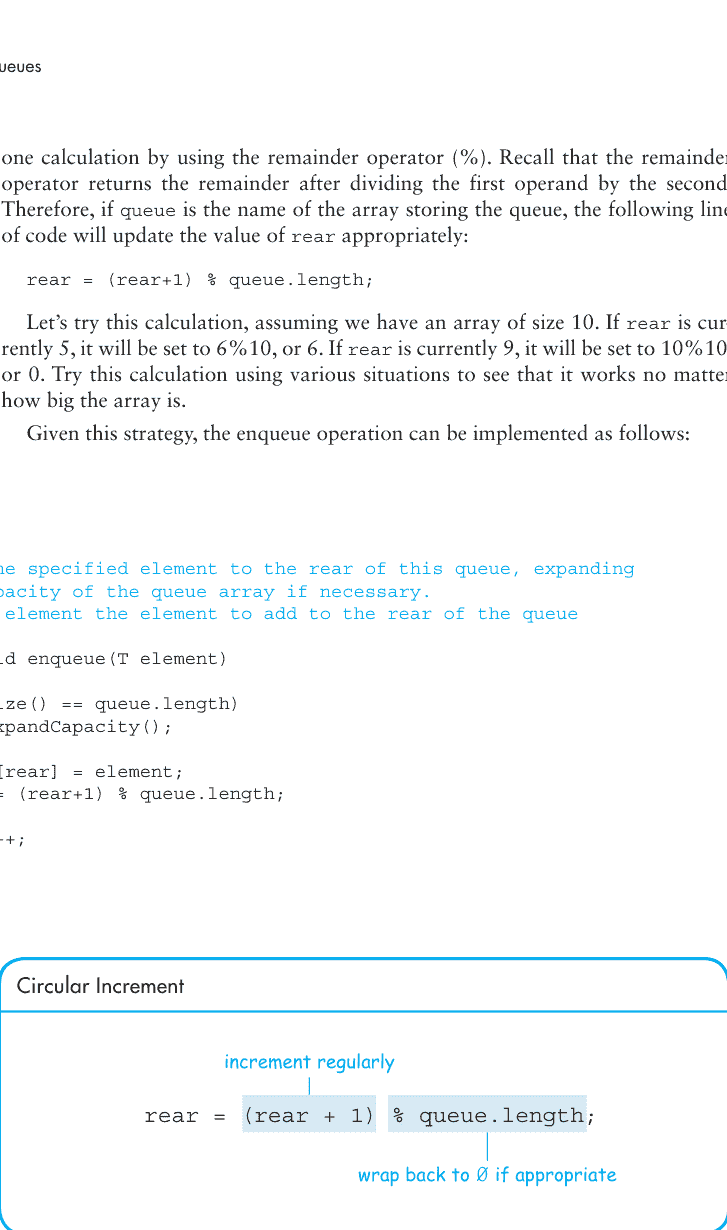 ueues
one calculation by using the remainder operator (%). Recall that the remainder
operator returns the remainder after dividing the first operand by the second
Therefore, if queue is the name of the array storing the queue, the following line
of code will update the value of rear appropriately:
rear = (rear+1) % queue.length;
Let's try this calculation, assuming we have an array of size 10. If rear is cur
rently 5, it will be set to 6%10, or 6. If rear is currently 9, it will be set to 10%10
or 0. Try this calculation using various situations to see that it works no matter
how big the array is.
Given this strategy, the enqueue operation can be implemented as follows:
he specified element to the rear of this queue, expanding
pacity of the queue array if necessary.
element the element to add to the rear of the queue
id enqueue(T element)
ize() == queue.length)
xpandCapacity();
[rear] = element;
= (rear+1) % queue.length;
++;
Circular Increment
increment regularly
rear = (rear + 1) % queue.length;
wrap back to 0 if appropriate